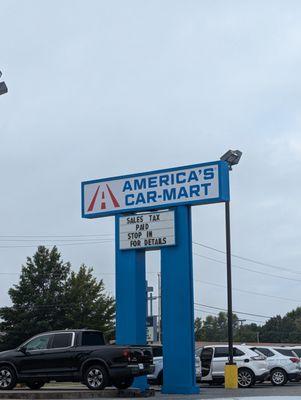 AMERICA'S
CAR-MART
SALES TAX
PAID
STOP IN
FOR DETAILS